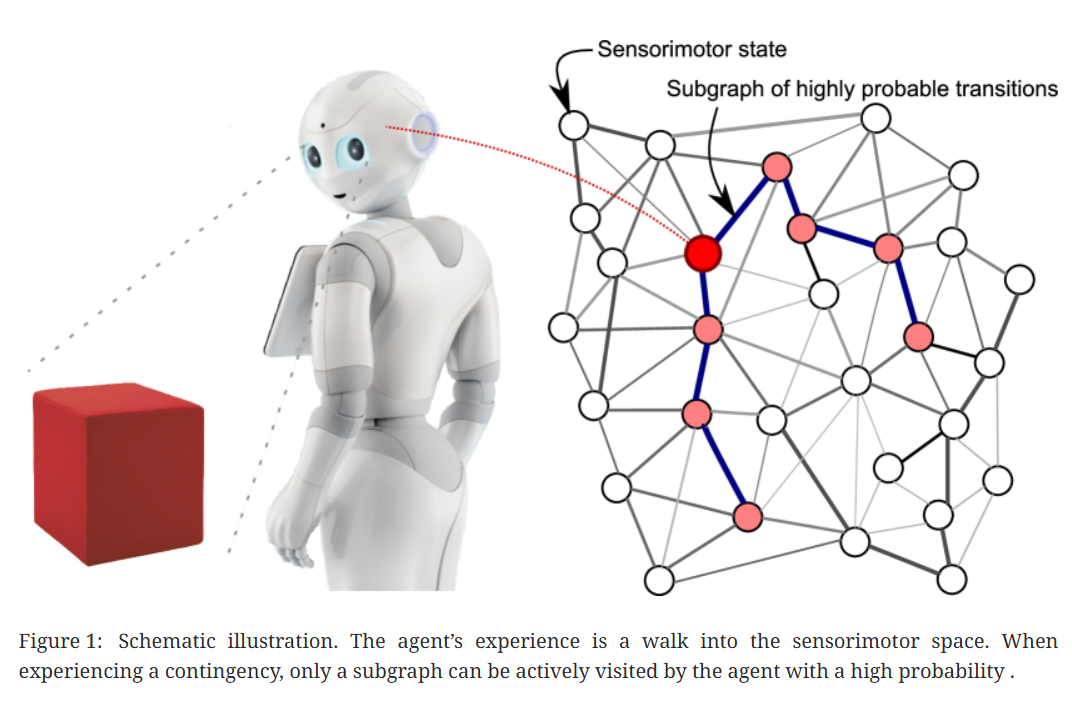 Sensorimotor state
Subgraph of highly probable transitions
Figure 1: Schematic illustration. The agent’s experience is a walk into the sensorimotor space. When
experiencing a contingency, only a subgraph can be actively visited by the agent with a high probability .